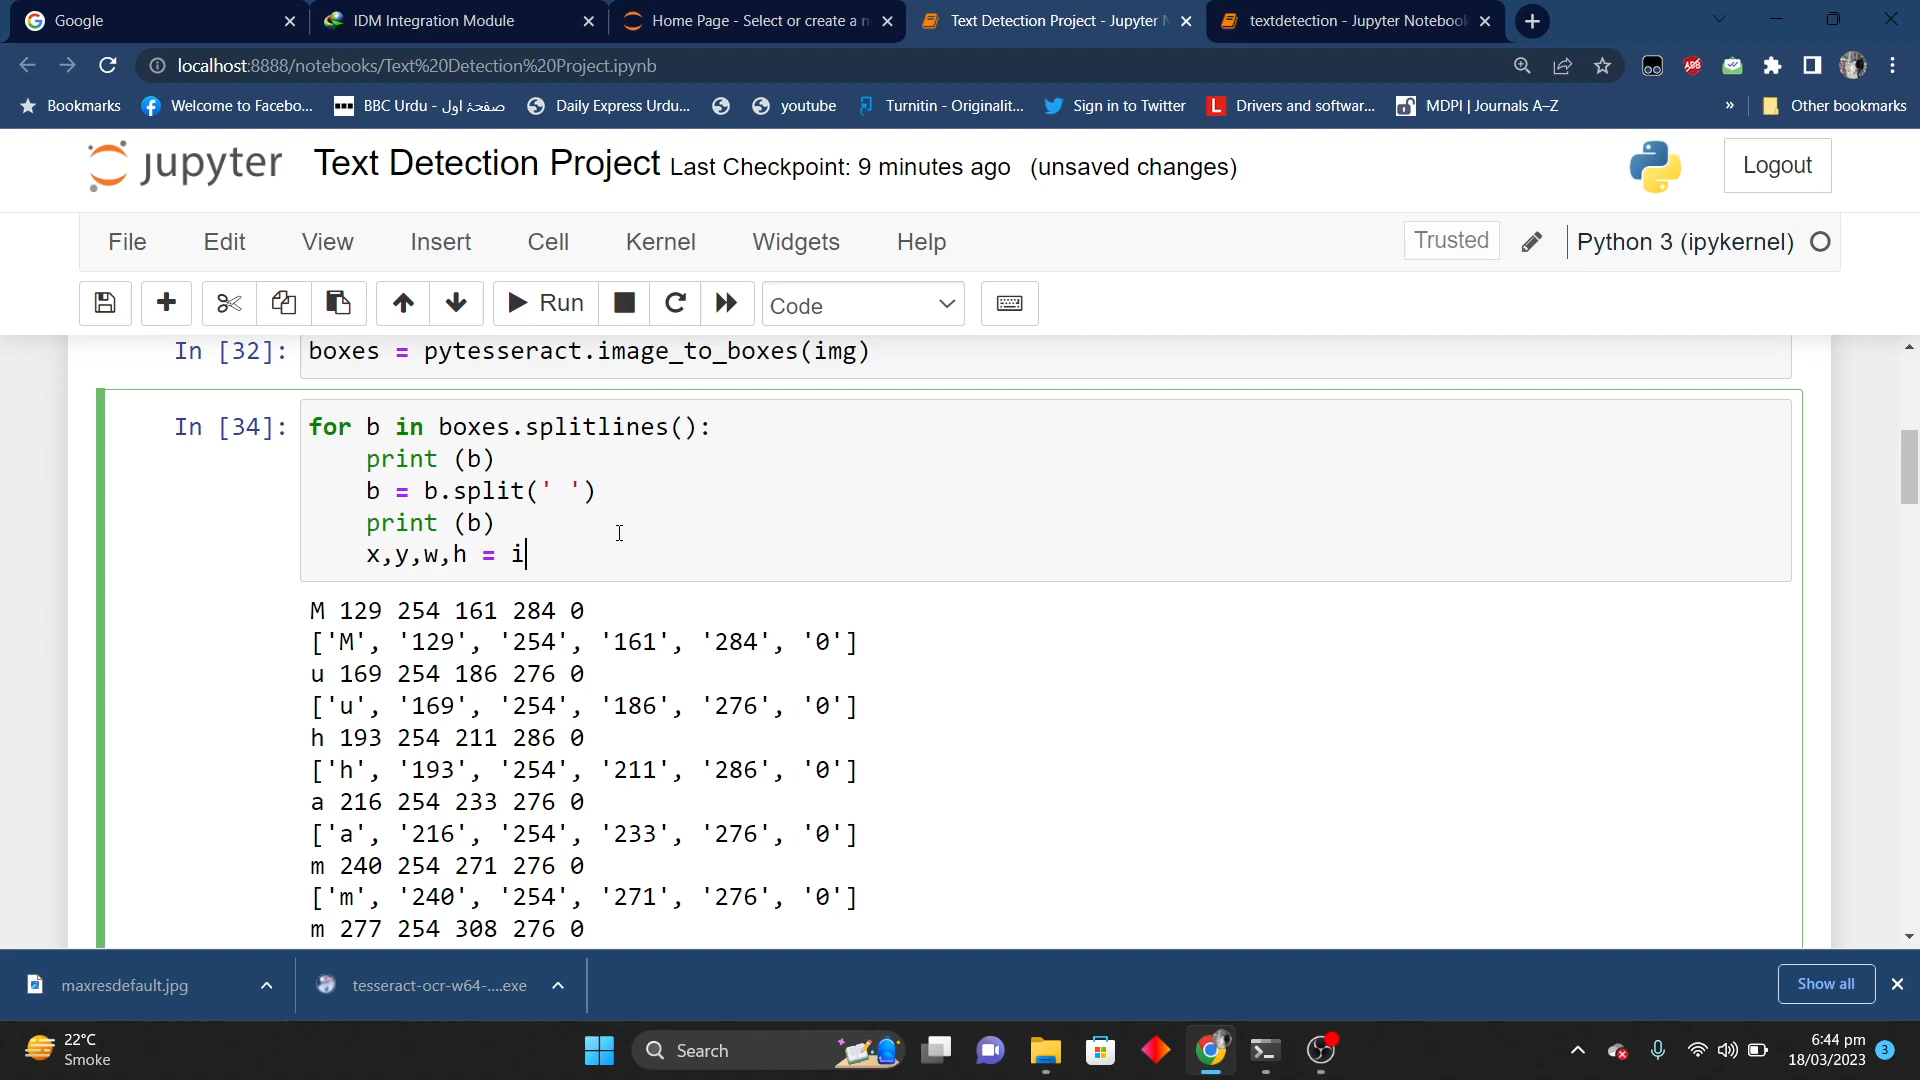 Google
IDM Integration Module
Home Page - Select or create a n
Text Detection Project - Jupyter N
textdetection - Jupyter Notebook
localhost:8888/notebooks/Text%20Detection%20Project.ipynb
Bookmarks
Welcome to Facebo...
BBC Urdu - صفحۂ اول
Daily Express Urdu...
youtube
Turnitin - Originalit...
Sign in to Twitter
Drivers and softwar...
MDPI | Journals A–Z
»
Other bookmarks
jupyter
Text Detection Project Last Checkpoint: 9 minutes ago (unsaved changes)
Logout
File Edit View Insert Cell Kernel Widgets Help
Trusted
Python 3 (ipykernel)
Run
Code
In [32]: boxes = pytesseract.image_to_boxes(img)
In [34]: for b in boxes.splitlines():
print (b)
b = b.split(' ')
print (b)
x,y,w,h = i
M 129 254 161 284 0
['M', '129', '254', '161', '284', '0']
u 169 254 186 276 0
['u', '169', '254', '186', '276', '0']
h 193 254 211 286 0
['h', '193', '254', '211', '286', '0']
a 216 254 233 276 0
['a', '216', '254', '233', '276', '0']
m 240 254 271 276 0
['m', '240', '254', '271', '276', '0']
m 277 254 308 276 0
maxresdefault.jpg
tesseract-ocr-w64-....exe
Show all
22°C
Smoke
Search
6:44 pm
18/03/2023
3